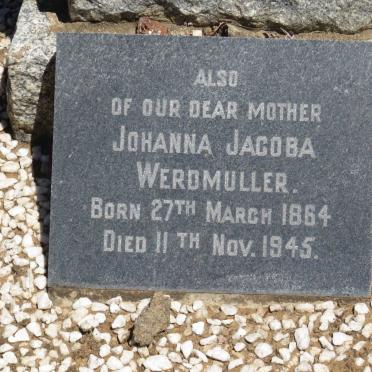 ALSO
OF OUR DEAR MOTHER
JOHANNA JACOBA
WERDMULLER.
BORN 27TH MARCH 1864
DIED 11TH NOV. 1945.